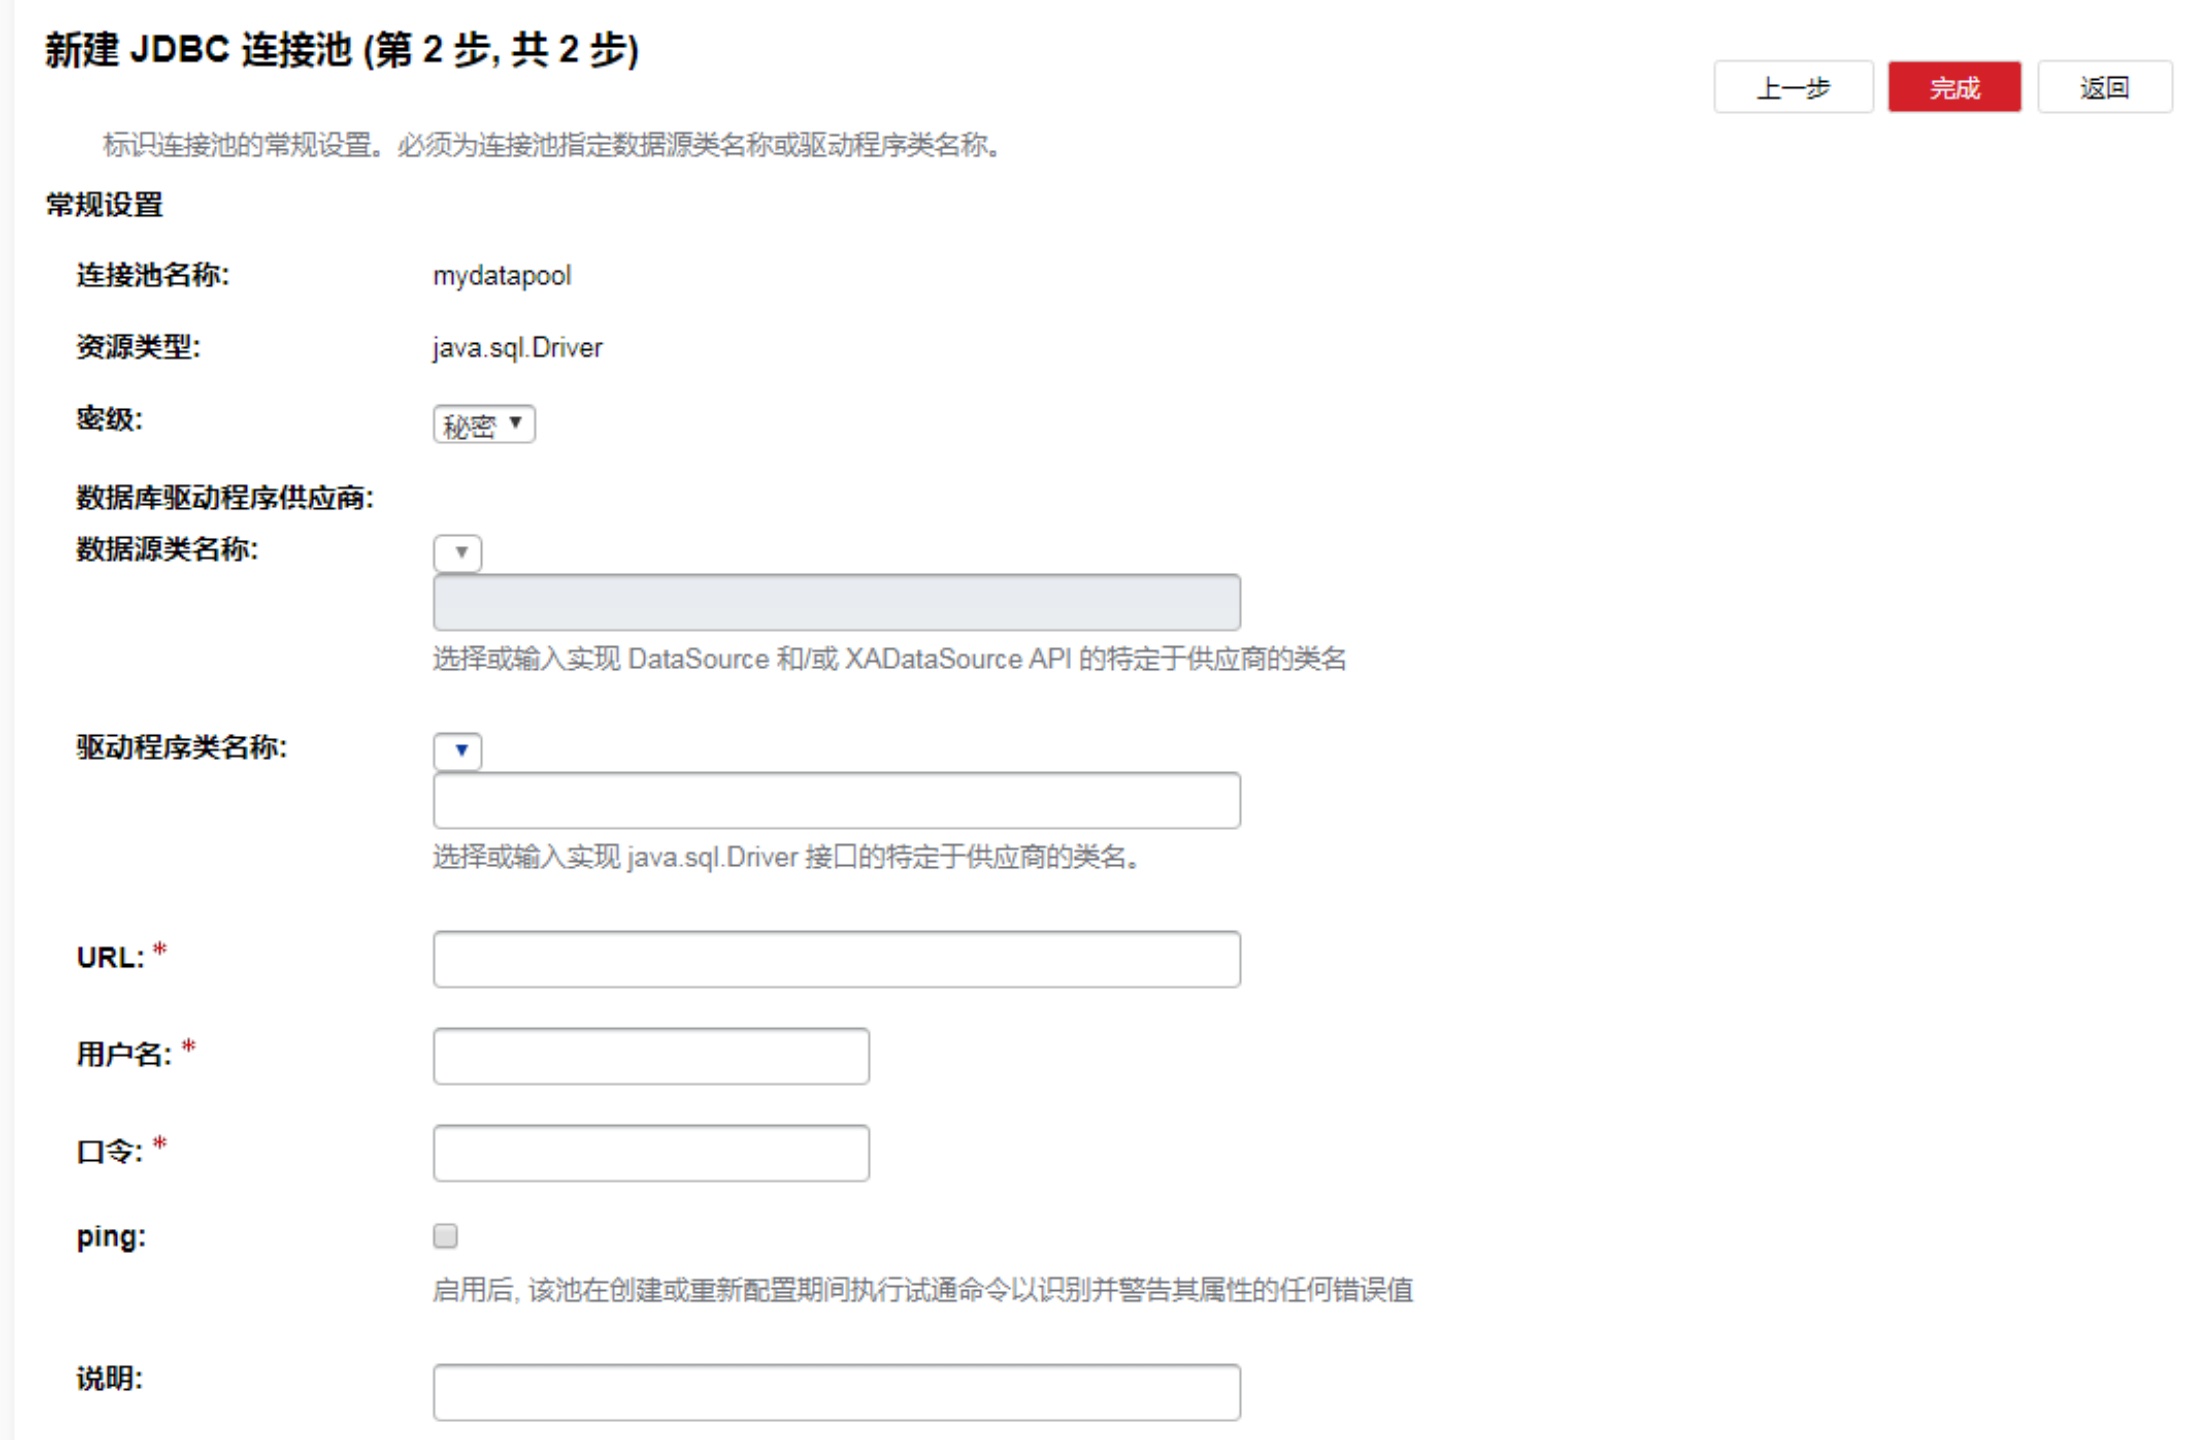 新建 JDBC 连接池 (第 2 步, 共 2 步)
上一步 完成 返回
标识连接池的常规设置。必须为连接池指定数据源类名称或驱动程序类名称。
常规设置
连接池名称: mydatapool
资源类型: java.sql.Driver
密级: 秘密
数据库驱动程序供应商:
数据源类名称:
选择或输入实现 DataSource 和/或 XADataSource API 的特定于供应商的类名
驱动程序类名称:
选择或输入实现 java.sql.Driver 接口的特定于供应商的类名。
URL: *
用户名: *
口令: *
ping:
启用后, 该池在创建或重新配置期间执行试通命令以识别并警告其属性的任何错误值
说明: